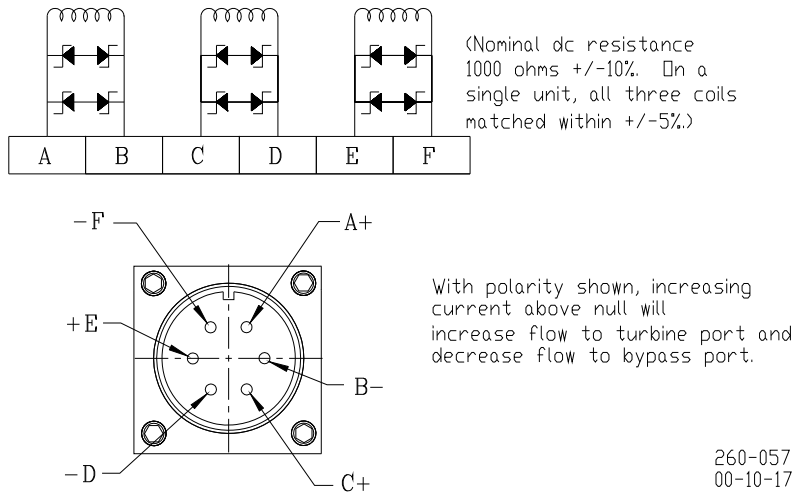 (Nominal dc resistance
1000 ohms +/-10%. On a
single unit, all three coils
matched within +/-5%.)
A B C D E F
-F A+
+E
B-
-D
C+
With polarity shown, increasing
current above null will
increase flow to turbine port and
decrease flow to bypass port.
260-057
00-10-17